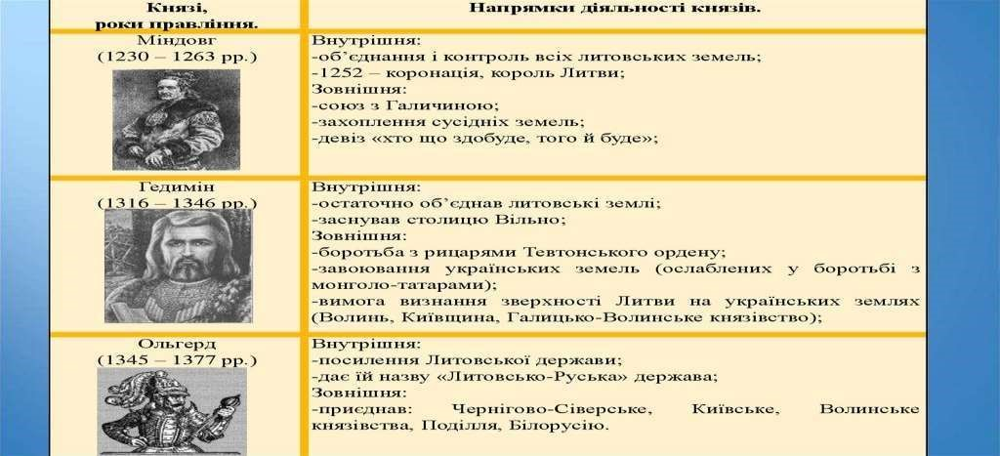 Князі,
роки правління.
Напрямки діяльності князів.
Міндовг
(1230 – 1263 рр.)
Внутрішня:
-об’єднання і контроль всіх литовських земель;
-1252 – коронація, король Литви;
Зовнішня:
-союз з Галичиною;
-захоплення сусідніх земель;
-девіз «хто що здобуде, того й буде»;
Гедимін
(1316 – 1346 рр.)
Внутрішня:
-остаточно об’єднав литовські землі;
-заснував столицю Вільно;
Зовнішня:
-боротьба з рицарями Тевтонського ордену;
-завоювання українських земель (ослаблених у боротьбі з
монголо-татарами);
-вимога визнання зверхності Литви на українських землях
(Волинь, Київщина, Галицько-Волинське князівство);
Ольгерд
(1345 – 1377 рр.)
Внутрішня:
-посилення Литовської держави;
-дає їй назву «Литовсько-Руська» держава;
Зовнішня:
-приєднав: Чернігово-Сіверське, Київське, Волинське
князівства, Поділля, Білорусію.